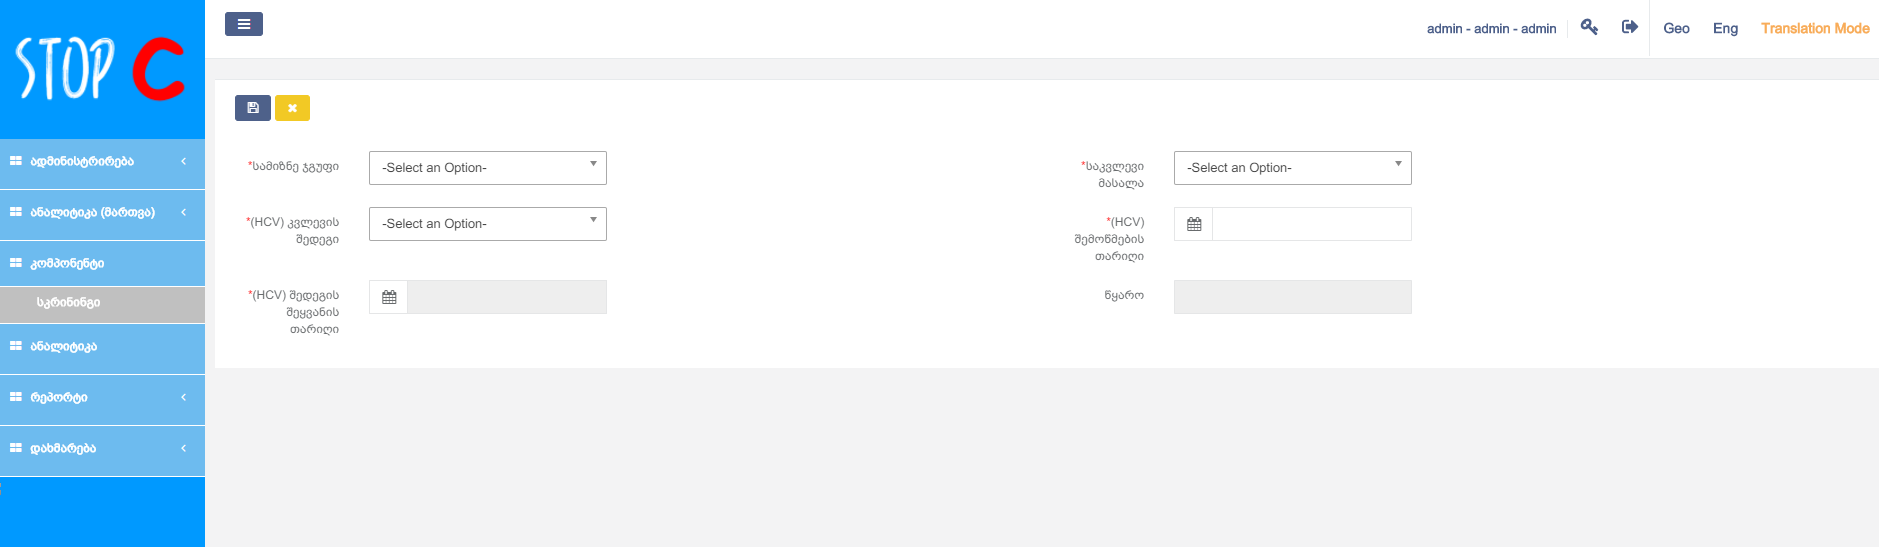 STOP C
admin - admin - admin
Geo
Eng
Translation Mode
ადმინისტრირება
ანალიტიკა (მართვა)
კომპონენტი
სკრინინგი
ანალიტიკა
რეპორტი
დახმარება
*სამიზნე ჯგუფი
-Select an Option-
*საკვლევი
მასალა
-Select an Option-
*(HCV) კვლევის
შედეგი
-Select an Option-
*(HCV)
შემოწმების
თარიღი
*(HCV) შედეგის
შეყვანის
თარიღი
წყარო